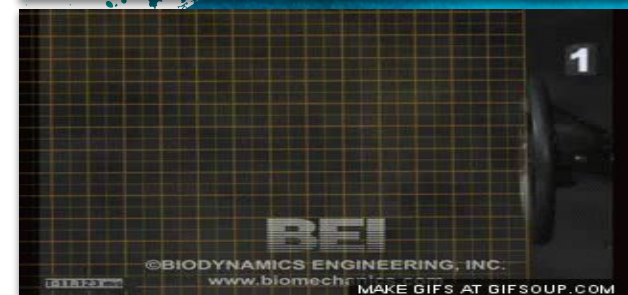 1
BEI
©BIODYNAMICS ENGINEERING, INC.
MAKE GIFS AT GIFSOUP.COM